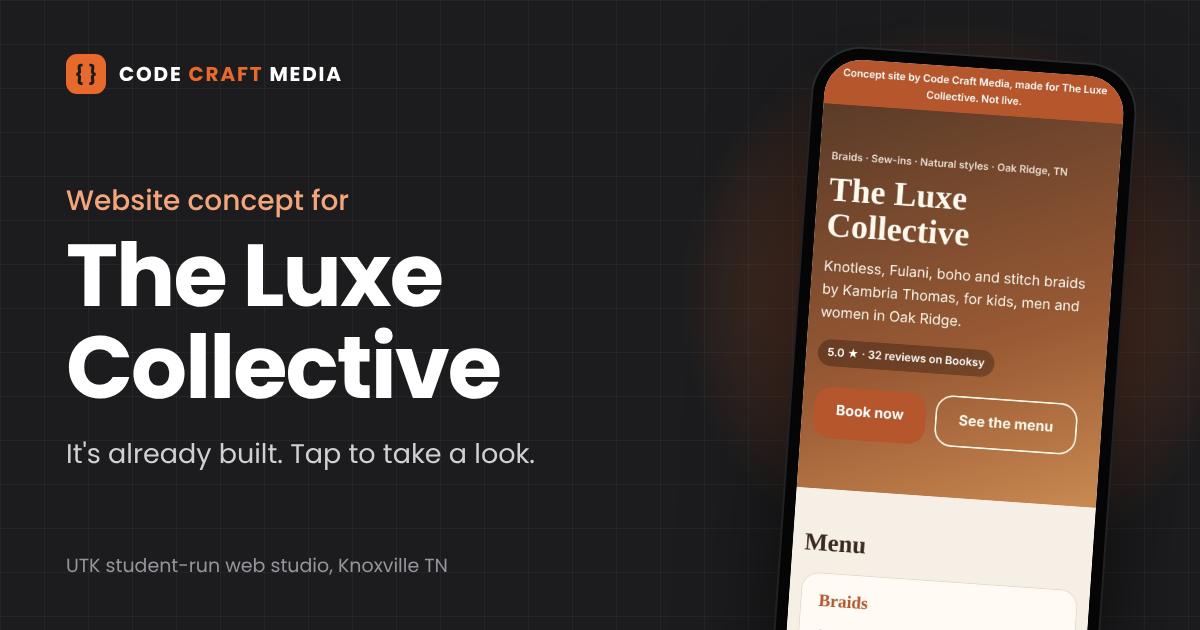 { }
CODE CRAFT MEDIA
Website concept for
The Luxe
Collective
It's already built. Tap to take a look.
UTK student-run web studio, Knoxville TN
Concept site by Code Craft Media, made for The Luxe
Collective. Not live.
Braids · Sew-ins · Natural styles · Oak Ridge, TN
The Luxe
Collective
Knotless, Fulani, boho and stitch braids
by Kambria Thomas, for kids, men and
women in Oak Ridge.
5.0 ★ · 32 reviews on Booksy
Book now
See the menu
Menu
Braids